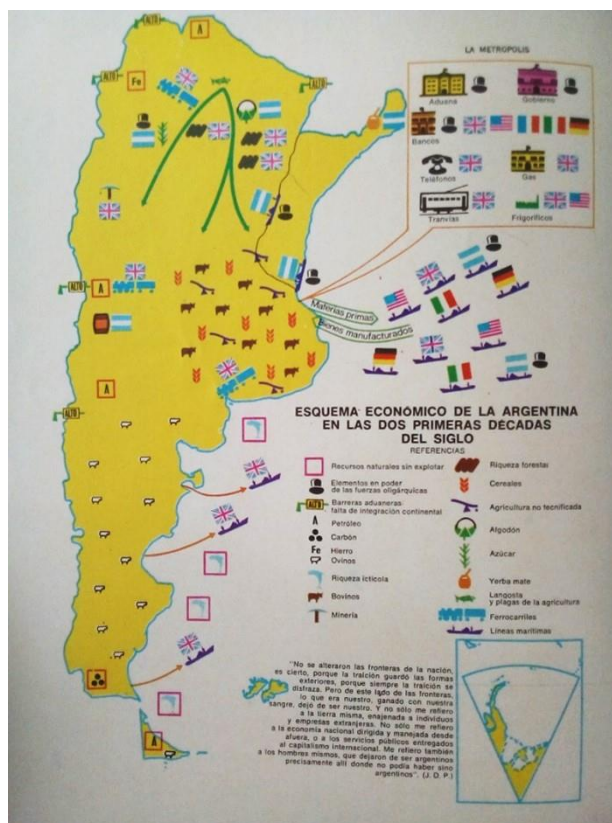 ALTO
A
ALTO
Fe
ALTO
LA METROPOLIS
Aduana
Gobierno
Bancos
Teléfonos
Gas
Tranvías
Frigoríficos
ALTO
A
Materias primas
Bienes manufacturados
A
ALTO
ESQUEMA ECONÓMICO DE LA ARGENTINA
EN LAS DOS PRIMERAS DÉCADAS
DEL SIGLO
REFERENCIAS
Recursos naturales sin explotar
Elementos en poder
de las fuerzas oligárquicas
ALTO
Barreras aduaneras:
falta de integración continental
A
Petróleo
Carbón
Fe
Hierro
Ovinos
Riqueza ictícola
Bovinos
Minería
Riqueza forestal
Cereales
Agricultura no tecnificada
Algodón
Azúcar
Yerba mate
Langosta
y plagas de la agricultura
Ferrocarriles
Líneas marítimas
A
"No se alteraron las fronteras de la nación,
es cierto, porque la traición guardó las formas
exteriores, porque siempre la traición se
disfraza. Pero de este lado de las fronteras,
lo que era nuestro, ganado con nuestra
sangre, dejó de ser nuestro. Y no sólo me refiero
a la tierra misma, enajenada a individuos
y empresas extranjeras. No sólo me refiero
a la economía nacional dirigida y manejada desde
afuera, o a los servicios públicos entregados
al capitalismo internacional. Me refiero también
a los hombres mismos, que dejaron de ser argentinos
precisamente allí donde no podía haber sino
argentinos". (J. D. P.)